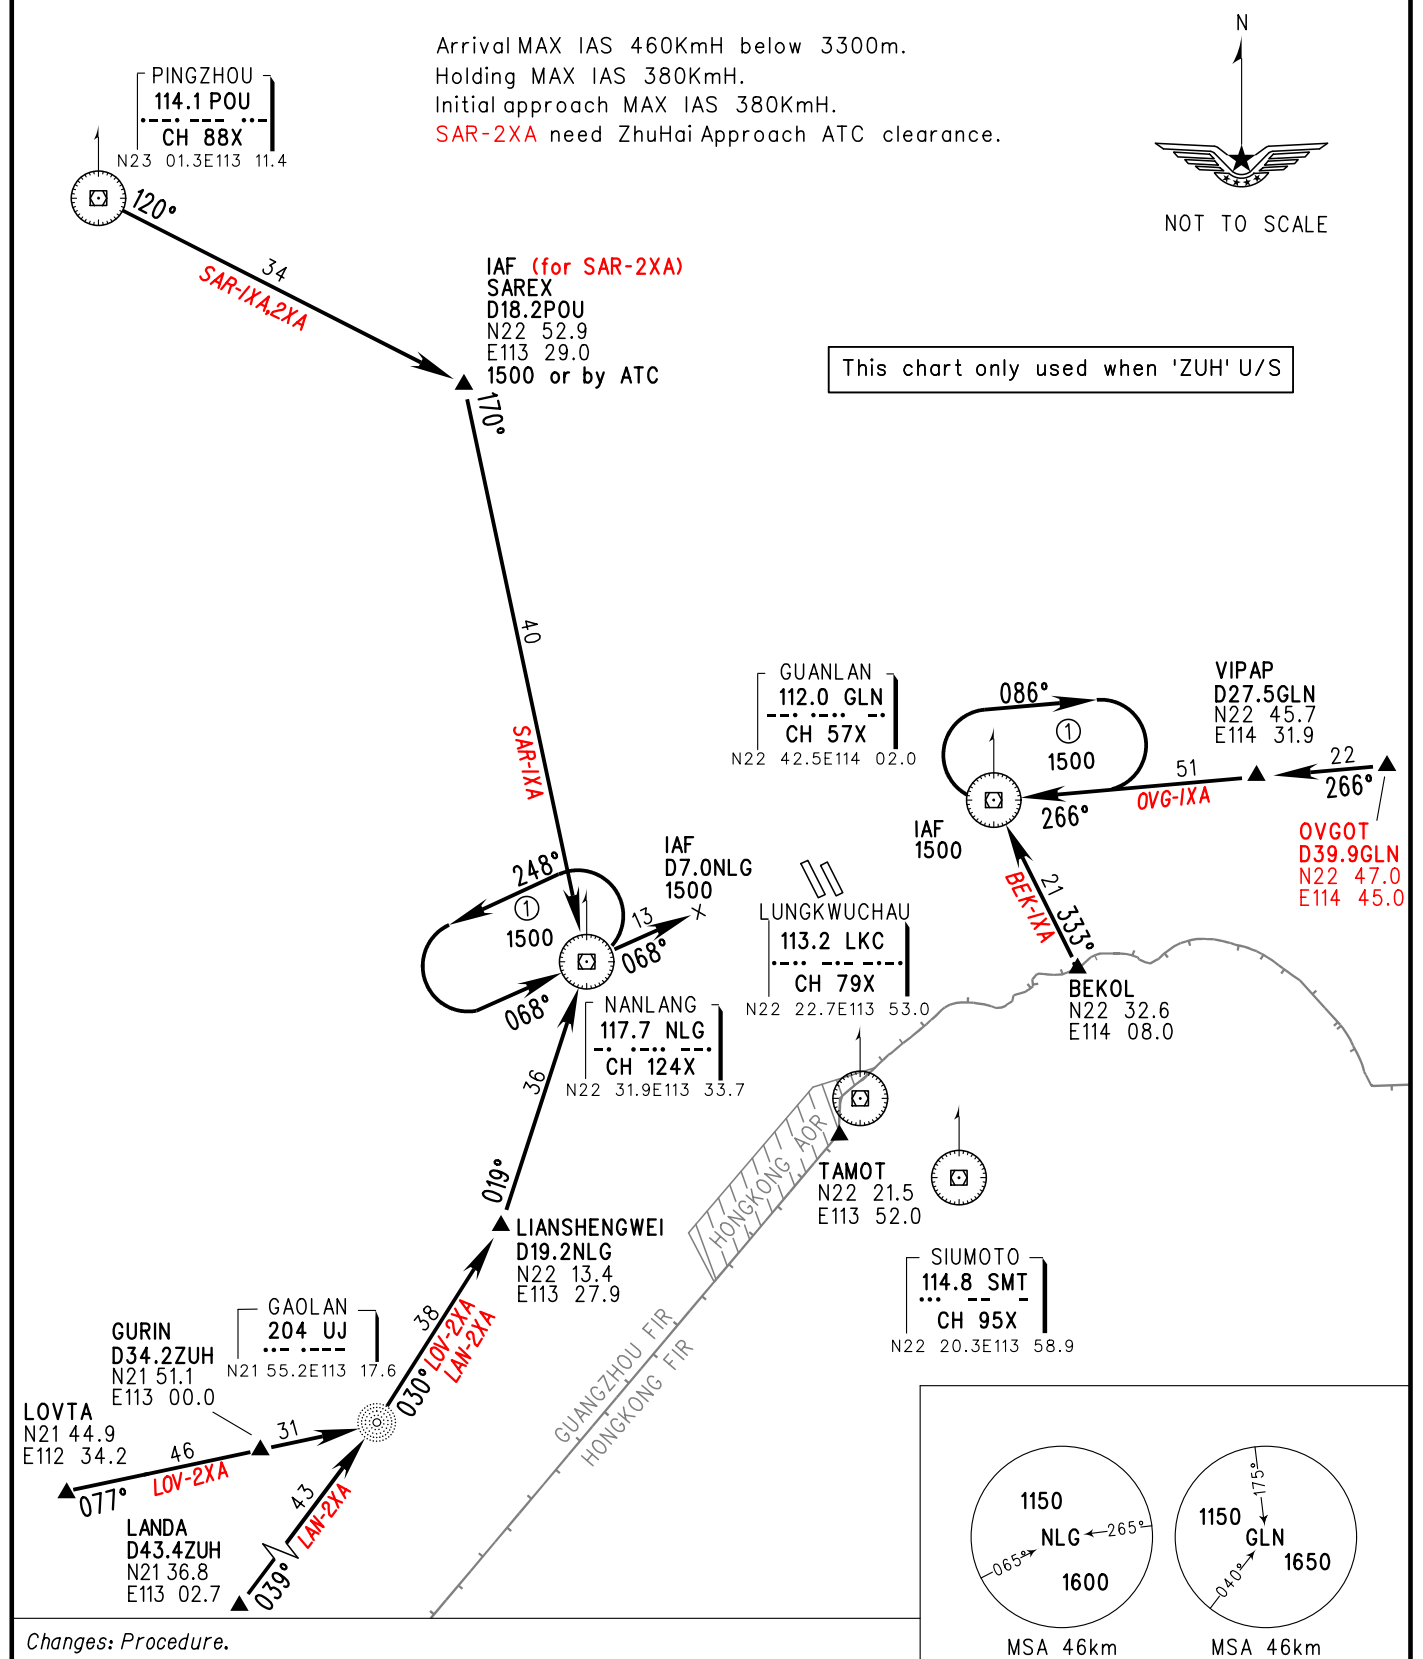 Arrival MAX IAS 460KmH below 3300m.
Holding MAX IAS 380KmH.
Initial approach MAX IAS 380KmH.
SAR-2XA need ZhuHai Approach ATC clearance.
N
NOT TO SCALE
PINGZHOU
114.1 POU
CH 88X
N23 01.3E113 11.4
120°
34
SAR-1XA,2XA
IAF (for SAR-2XA)
SAREX
D18.2POU
N22 52.9
E113 29.0
1500 or by ATC
This chart only used when 'ZUH' U/S
170°
40
SAR-1XA
GUANLAN
112.0 GLN
CH 57X
N22 42.5E114 02.0
086°
1
1500
VIPAP
D27.5GLN
N22 45.7
E114 31.9
51
OVG-1XA
266°
22
266°
OVGOT
D39.9GLN
N22 47.0
E114 45.0
IAF
1500
21
333°
BEK-1XA
BEKOL
N22 32.6
E114 08.0
248°
1
1500
068°
IAF
D7.0NLG
1500
13
068°
NANLANG
117.7 NLG
CH 124X
N22 31.9E113 33.7
LUNGKWUCHAU
113.2 LKC
CH 79X
N22 22.7E113 53.0
36
019°
HONGKONG AOR
TAMOT
N22 21.5
E113 52.0
SIUMOTO
114.8 SMT
CH 95X
N22 20.3E113 58.9
LIANSHENGWEI
D19.2NLG
N22 13.4
E113 27.9
38
LOV-2XA
LAN-2XA
030°
GAOLAN
204 UJ
N21 55.2E113 17.6
GURIN
D34.2ZUH
N21 51.1
E113 00.0
31
LOVTA
N21 44.9
E112 34.2
46
LOV-2XA
077°
43
LAN-2XA
039°
LANDA
D43.4ZUH
N21 36.8
E113 02.7
GUANGZHOU FIR
HONGKONG FIR
1150
NLG
265°
065°
1600
MSA 46km
175°
1150
GLN
1650
040°
MSA 46km
Changes: Procedure.